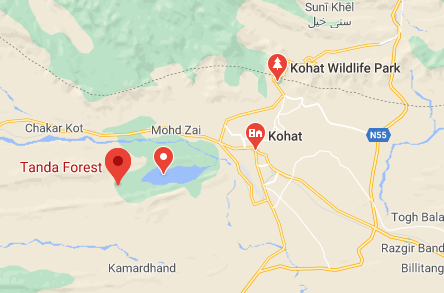 Sunī Khēl
سنی خیل
Kohat Wildlife Park
Chakar Kot
Mohd Zai
Kohat
N55
Tanda Forest
Togh Bala
Razgir Band
Billitang
Kamardhand